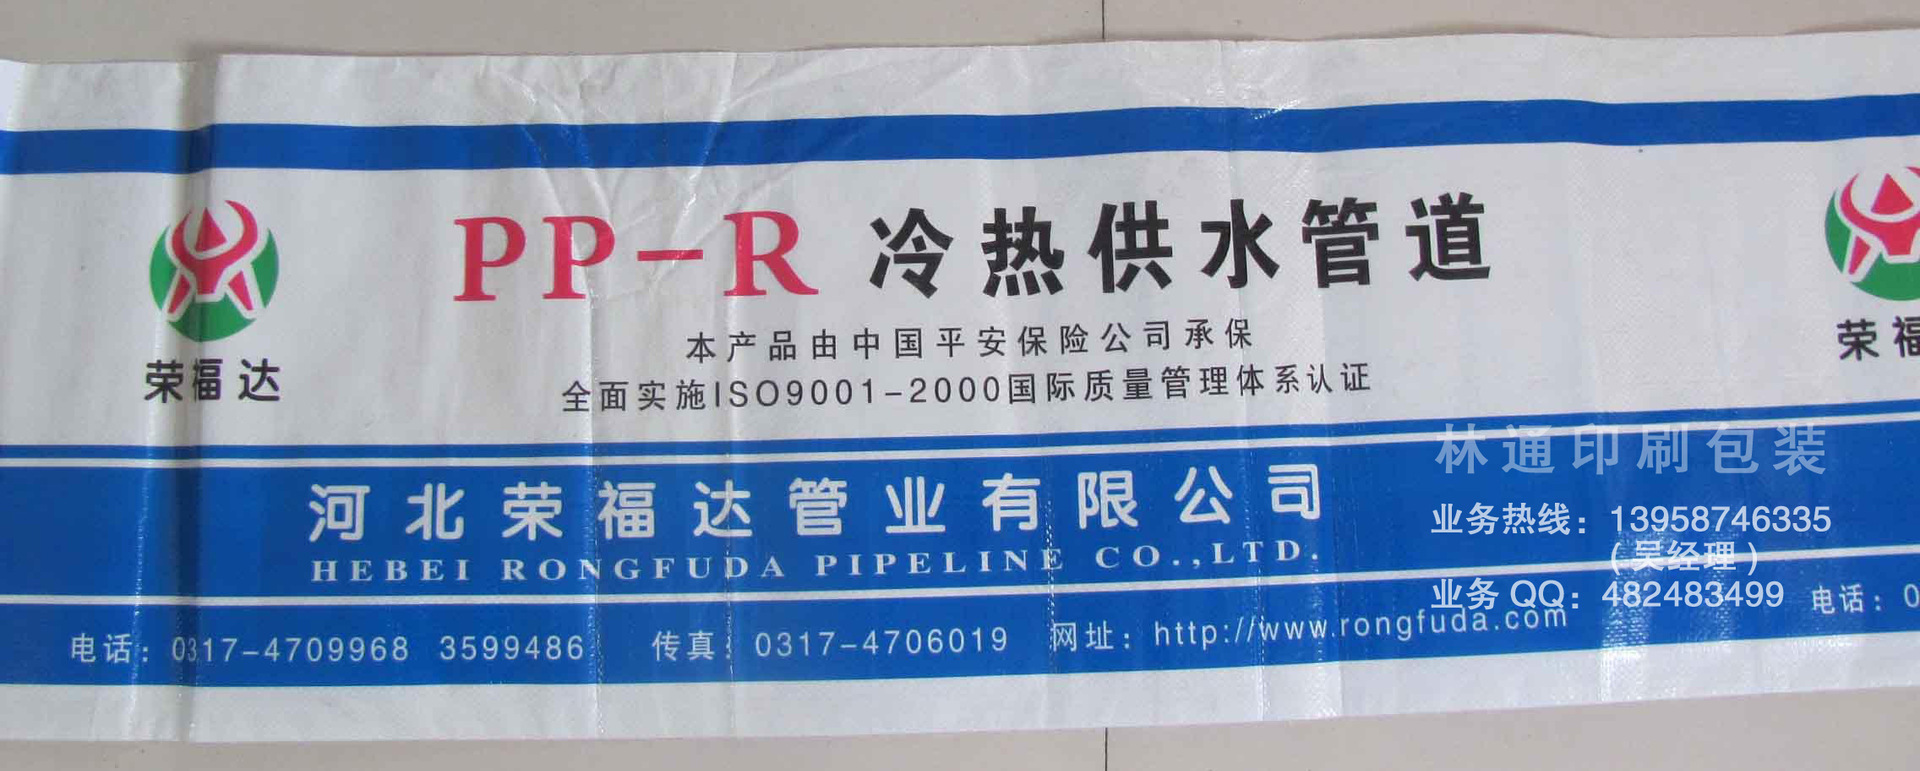 PP-R 冷热供水管道
本产品由中国平安保险公司承保
全面实施ISO9001-2000国际质量管理体系认证
荣福达
荣福
河北荣福达管业有限公司
HEBEI RONGFUDA PIPELINE CO.,LTD.
电话：0317-4709968 3599486 传真：0317-4706019 网址：http://www.rongfuda.com
电话：0
林通印刷包装
业务热线：13958746335
（吴经理）
业务 QQ：482483499